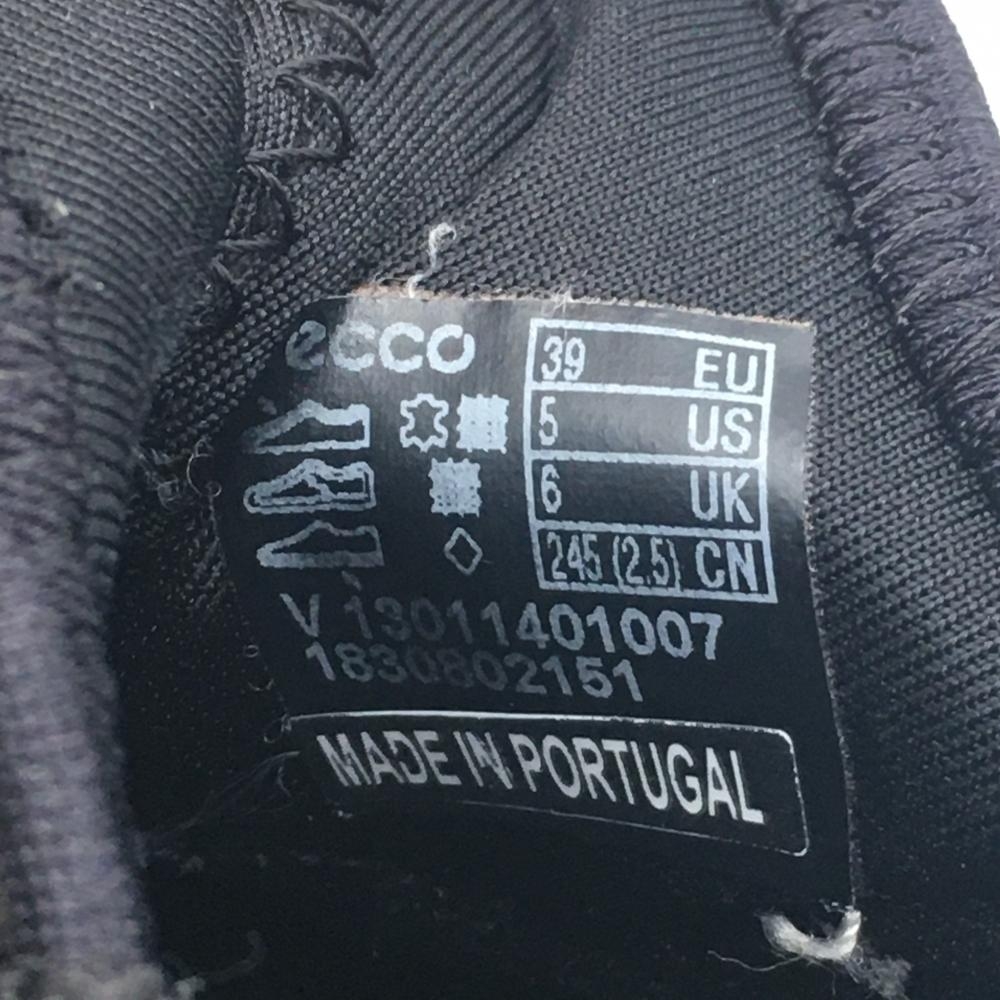 ecco
39 EU
5 US
6 UK
245 (2.5) CN
V 13011401007
1830802151
MADE IN PORTUGAL